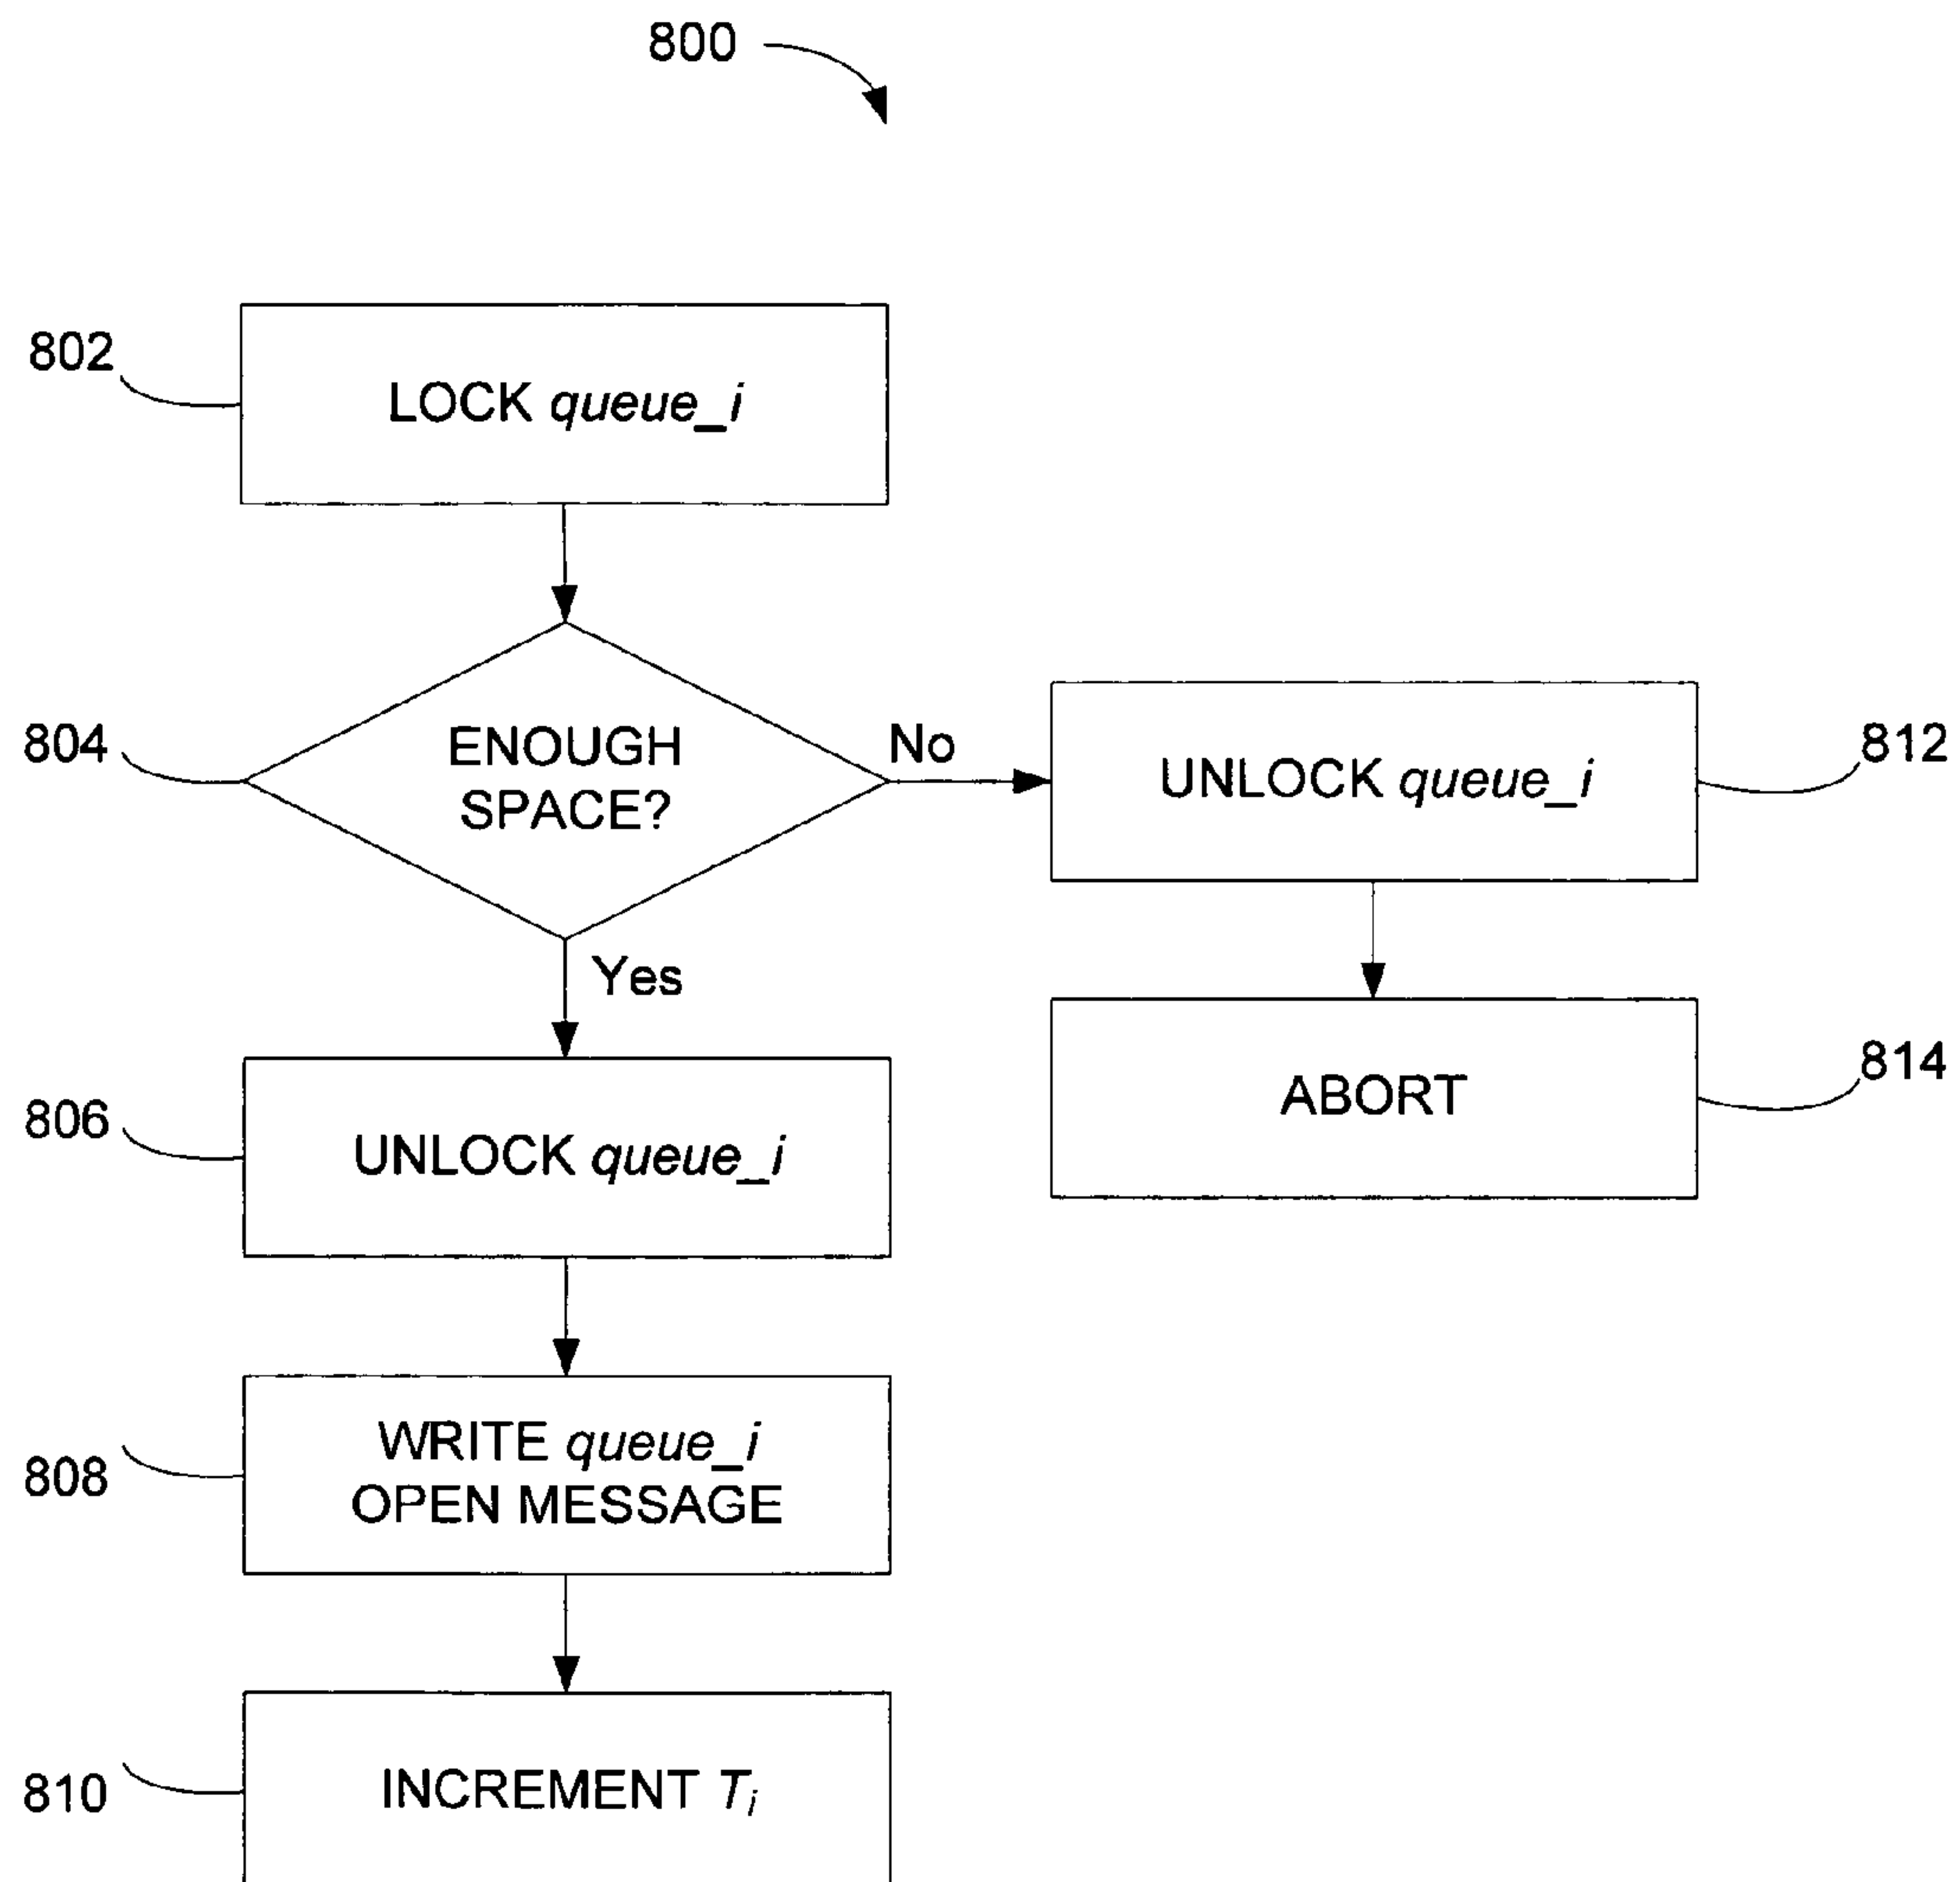 800
802
LOCK queue_i
804
ENOUGH
SPACE?
No
UNLOCK queue_i
812
Yes
ABORT
814
806
UNLOCK queue_i
808
WRITE queue_i
OPEN MESSAGE
810
INCREMENT Ti